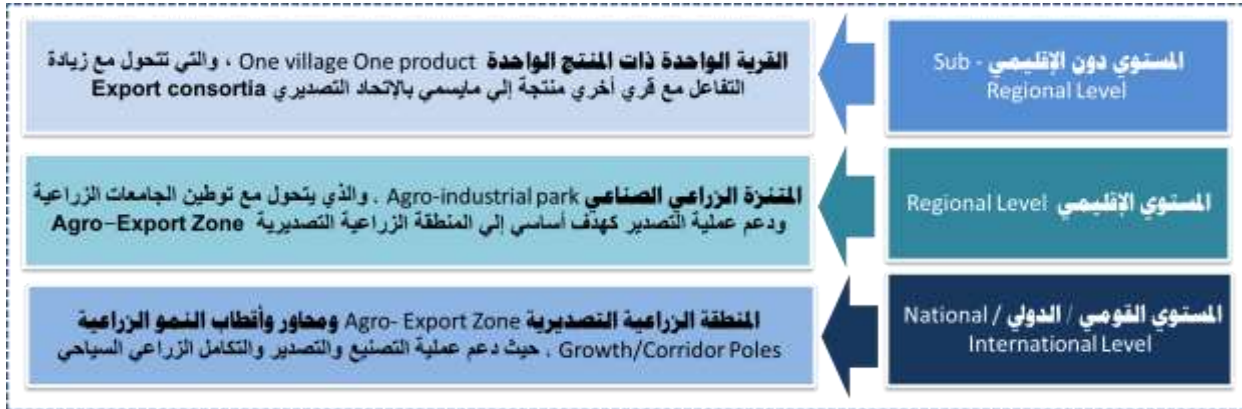 المستوي دون الإقليمي - Sub
Regional Level
القرية الواحدة ذات المنتج الواحدة One village One product ، والتي تتحول مع زيادة
التفاعل مع قري أخري منتجة إلي مايسمي بالإتحاد التصديري Export consortia
المستوي الإقليمي Regional Level
المتنزة الزراعي الصناعي Agro-industrial park ، والذي يتحول مع توطين الجامعات الزراعية
ودعم عملية التصدير كهدف أساسي إلي المنطقة الزراعية التصديرية Agro-Export Zone
المستوي القومي / الدولي / National
International Level
المنطقة الزراعية التصديرية Agro- Export Zone ومحاور وأقطاب النمو الزراعية
Growth/Corridor Poles ، حيث دعم عملية التصنيع والتصدير والتكامل الزراعي السياحي